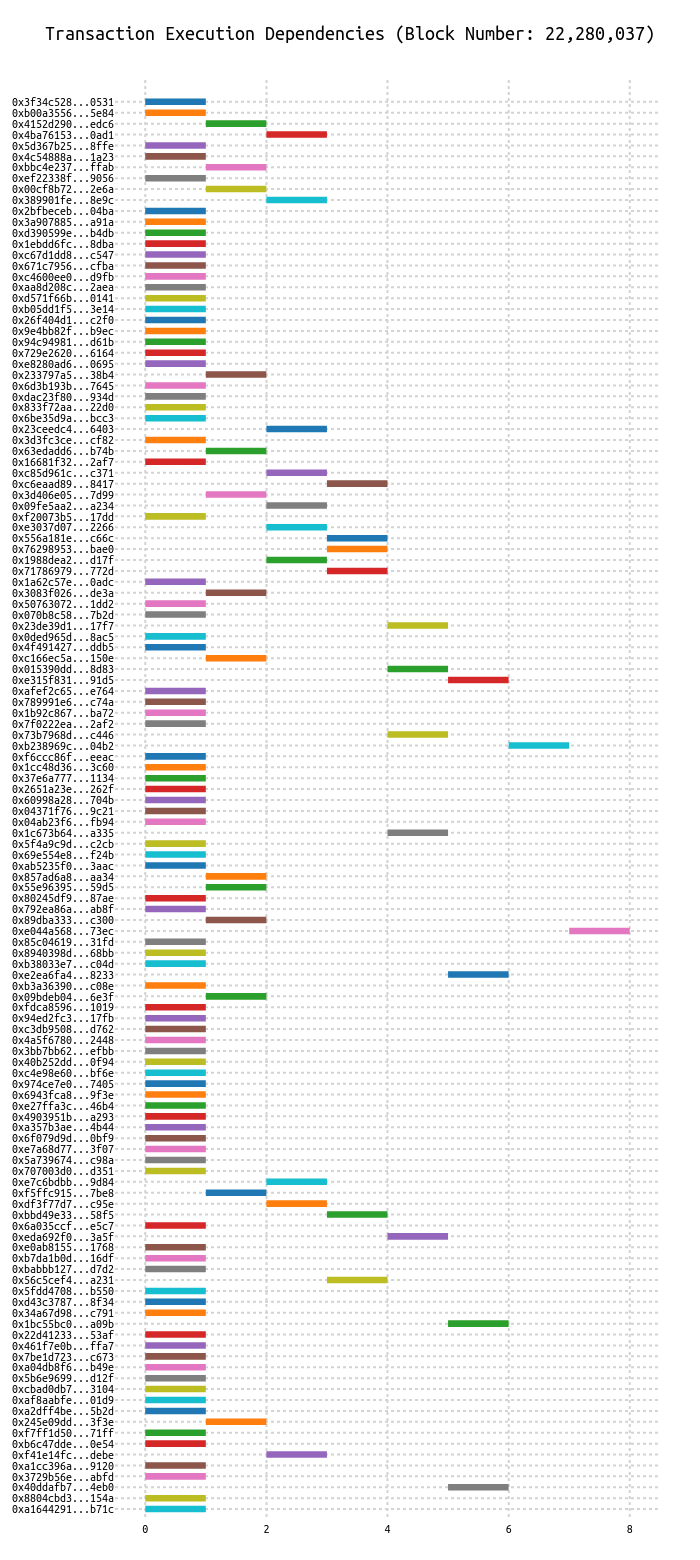 Transaction Execution Dependencies (Block Number: 22,280,037)
0x3f34c528...0531
0xb00a3556...5e84
0x4152d290...edc6
0x4ba76153...0ad1
0x5d367b25...8ffe
0x4c54888a...1a23
0xbbc4e237...ffab
0xef22338f...9056
0x00cf8b72...2e6a
0x389901fe...8e9c
0x2bfbeceb...04ba
0x3a907885...a91a
0xd390599e...b4db
0x1ebdd6fc...8dba
0xc67d1dd8...c547
0x671c7956...cfba
0xc4600ee0...d9fb
0xaa8d208c...2aea
0xd571f66b...0141
0xb05dd1f5...3e14
0x26f404d1...c2f0
0x9e4bb82f...b9ec
0x94c94981...d61b
0x729e2620...6164
0xe8280ad6...0695
0x233797a5...38b4
0x6d3b193b...7645
0xdac23f80...934d
0x833f72aa...22d0
0x6be35d9a...bcc3
0x23ceedc4...6403
0x3d3fc3ce...cf82
0x63edadd6...b74b
0x16681f32...2af7
0xc85d961c...c371
0xc6eaad89...8417
0x3d406e05...7d99
0x09fe5aa2...a234
0xf20073b5...17dd
0xe3037d07...2266
0x556a181e...c66c
0x76298953...bae0
0x1988dea2...d17f
0x71786979...772d
0x1a62c57e...0adc
0x3083f026...de3a
0x50763072...1dd2
0x070b8c58...7b2d
0x23de39d1...17f7
0x0ded965d...8ac5
0x4f491427...ddb5
0xc166ec5a...150e
0x015390dd...8d83
0xe315f831...91d5
0xafef2c65...e764
0x789991e6...c74a
0x1b92c867...ba72
0x7f0222ea...2af2
0x73b7968d...c446
0xb238969c...04b2
0xf6ccc86f...eeac
0x1cc48d36...3c60
0x37e6a777...1134
0x2651a23e...262f
0x60998a28...704b
0x04371f76...9c21
0x04ab23f6...fb94
0x1c673b64...a335
0x5f4a9c9d...c2cb
0x69e554e8...f24b
0xab5235f0...3aac
0x857ad6a8...aa34
0x55e96395...59d5
0x80245df9...87ae
0x792ea86a...ab8f
0x89dba333...c300
0xe044a568...73ec
0x85c04619...31fd
0x8940398d...68bb
0xb38033e7...c04d
0xe2ea6fa4...8233
0xb3a36390...c08e
0x09bdeb04...6e3f
0xfdca8596...1019
0x94ed2fc3...17fb
0xc3db9508...d762
0x4a5f6780...2448
0x3bb7bb62...efbb
0x40b252dd...0f94
0xc4e98e60...bf6e
0x974ce7e0...7405
0x6943fca8...9f3e
0xe27ffa3c...46b4
0x4903951b...a293
0xa357b3ae...4b44
0x6f079d9d...0bf9
0xe7a68d77...3f07
0x5a739674...c98a
0x707003d0...d351
0xe7c6bdbb...9d84
0xf5ffc915...7be8
0xdf3f77d7...c95e
0xbbd49e33...58f5
0x6a035ccf...e5c7
0xeda692f0...3a5f
0xe0ab8155...1768
0xb7da1b0d...16df
0xbabbb127...d7d2
0x56c5cef4...a231
0x5fdd4708...b550
0xd43c3787...8f34
0x34a67d98...c791
0x1bc55bc0...a09b
0x22d41233...53af
0x461f7e0b...ffa7
0x7be1d723...c673
0xa04db8f6...b49e
0x5b6e9699...d12f
0xcbad0db7...3104
0xaf8aabfe...01d9
0xa2dff4be...5b2d
0x245e09dd...3f3e
0xf7ff1d50...71ff
0xb6c47dde...0e54
0xf41e14fc...debe
0xa1cc396a...9120
0x3729b56e...abfd
0x40ddafb7...4eb0
0x8804cbd3...154a
0xa1644291...b71c
0 2 4 6 8